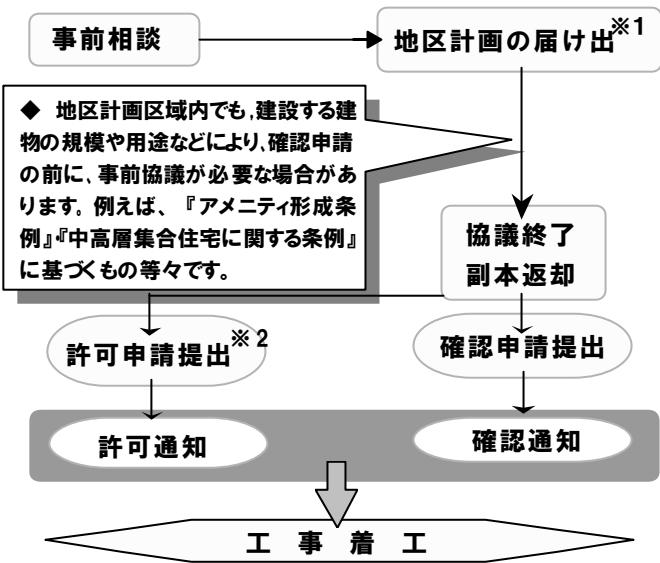 事前相談
地区計画の届け出※1
◆ 地区計画区域内でも,建設する建
物の規模や用途などにより､確認申請
の前に､事前協議が必要な場合があ
ります｡例えば、『アメニティ形成条
例』･『中高層集合住宅に関する条例』
に基づくもの等々です。
協議終了
副本返却
許可申請提出※2
確認申請提出
許可通知
確認通知
工 事 着 工